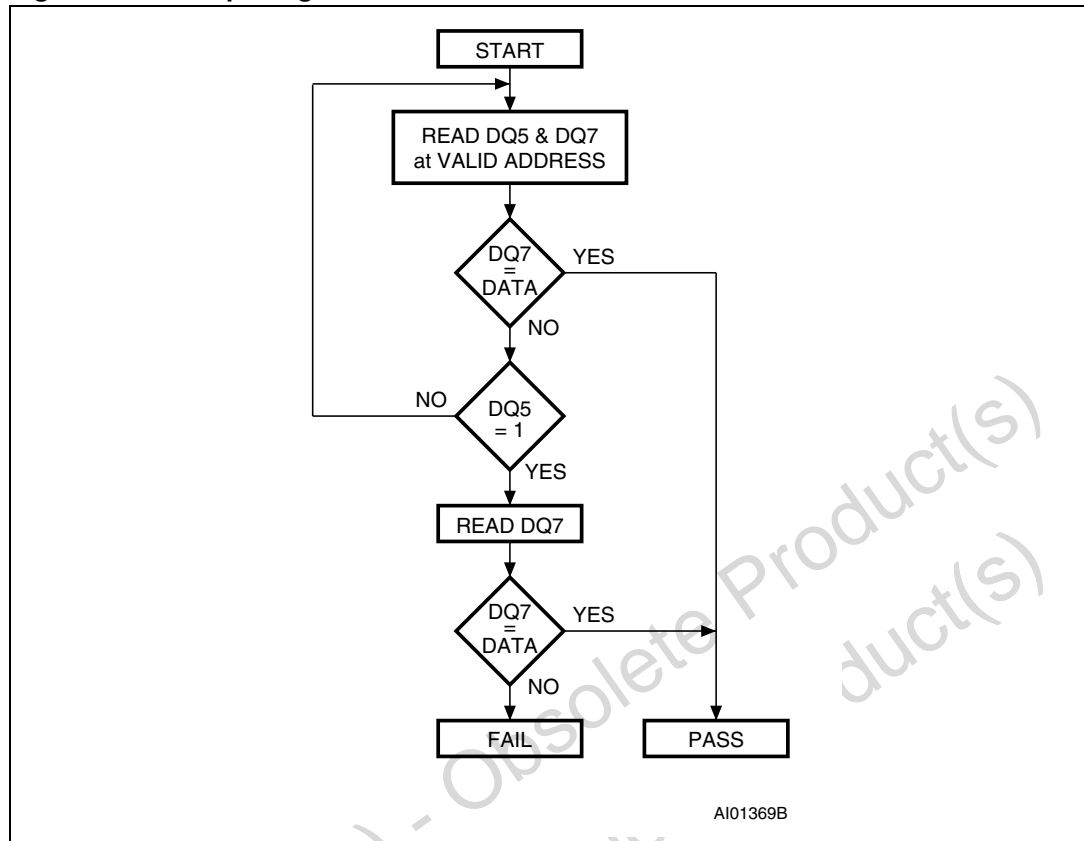 START
READ DQ5 & DQ7
at VALID ADDRESS
DQ7
=
DATA
YES
NO
NO
DQ5
= 1
YES
READ DQ7
DQ7
=
DATA
YES
NO
FAIL
PASS
AI01369B
- Obsolete Product(s)
duct(s)